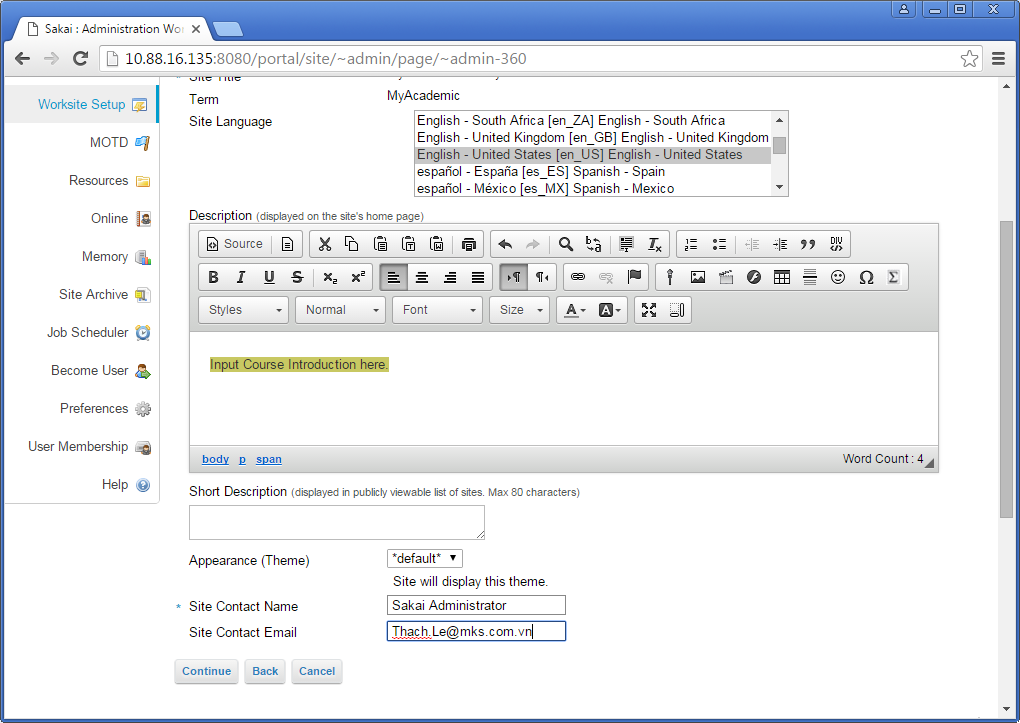 Sakai : Administration Wo
10.88.16.135:8080/portal/site/~admin/page/~admin-360
Worksite Setup
MOTD
Resources
Online
Memory
Site Archive
Job Scheduler
Become User
Preferences
User Membership
Help
* Site Title
Term MyAcademic
Site Language
English - South Africa [en_ZA] English - South Africa
English - United Kingdom [en_GB] English - United Kingdom
English - United States [en_US] English - United States
español - España [es_ES] Spanish - Spain
español - México [es_MX] Spanish - Mexico
Description (displayed on the site's home page)
Source
Styles Normal Font Size
Input Course Introduction here.
body p span Word Count : 4
Short Description (displayed in publicly viewable list of sites. Max 80 characters)
Appearance (Theme) *default*
Site will display this theme.
* Site Contact Name Sakai Administrator
Site Contact Email Thach.Le@mks.com.vn
Continue Back Cancel